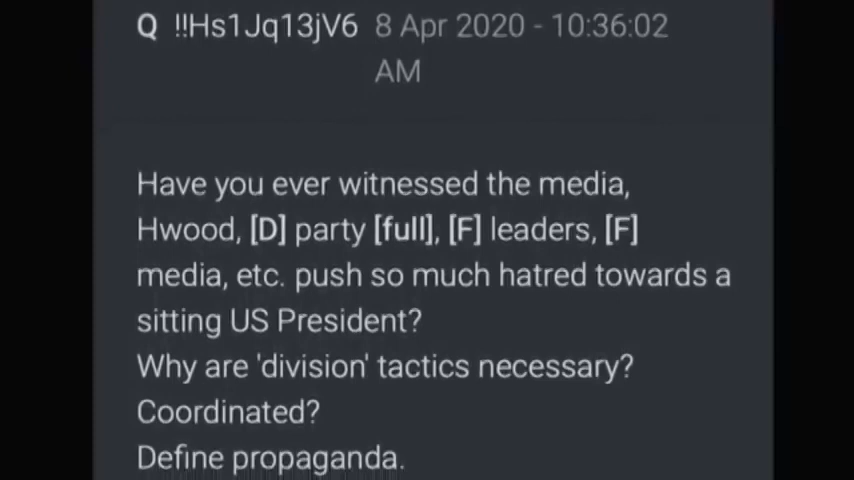 Q !!Hs1Jq13jV6 8 Apr 2020 - 10:36:02
AM
Have you ever witnessed the media,
Hwood, [D] party [full], [F] leaders, [F]
media, etc. push so much hatred towards a
sitting US President?
Why are 'division' tactics necessary?
Coordinated?
Define propaganda.